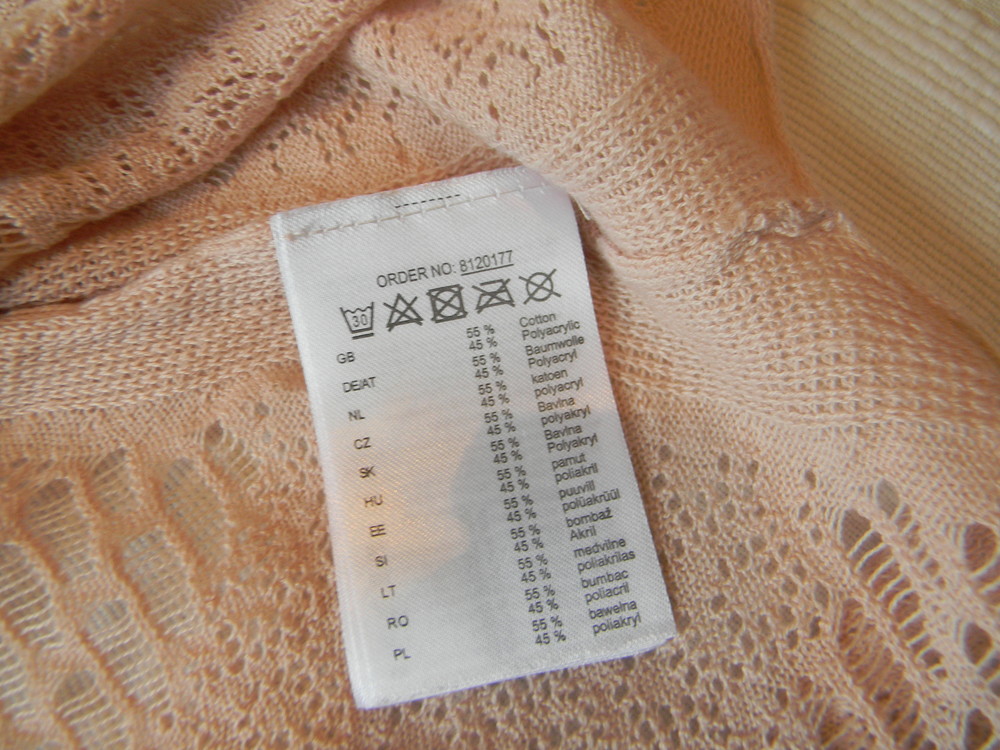 ORDER NO: 8120177
30
GB 55 % Cotton
45 % Polyacrylic
DE/AT 55 % Baumwolle
45 % Polyacryl
NL 55 % katoen
45 % polyacryl
CZ 55 % Bavlna
45 % polyakryl
SK 55 % Bavlna
45 % Polyakryl
HU 55 % pamut
45 % poliakril
EE 55 % puuvill
45 % polüakrüül
SI 55 % bombaž
45 % Akril
LT 55 % medvilne
45 % poliakrilas
RO 55 % bumbac
45 % poliacril
PL 55 % bawełna
45 % poliakryl